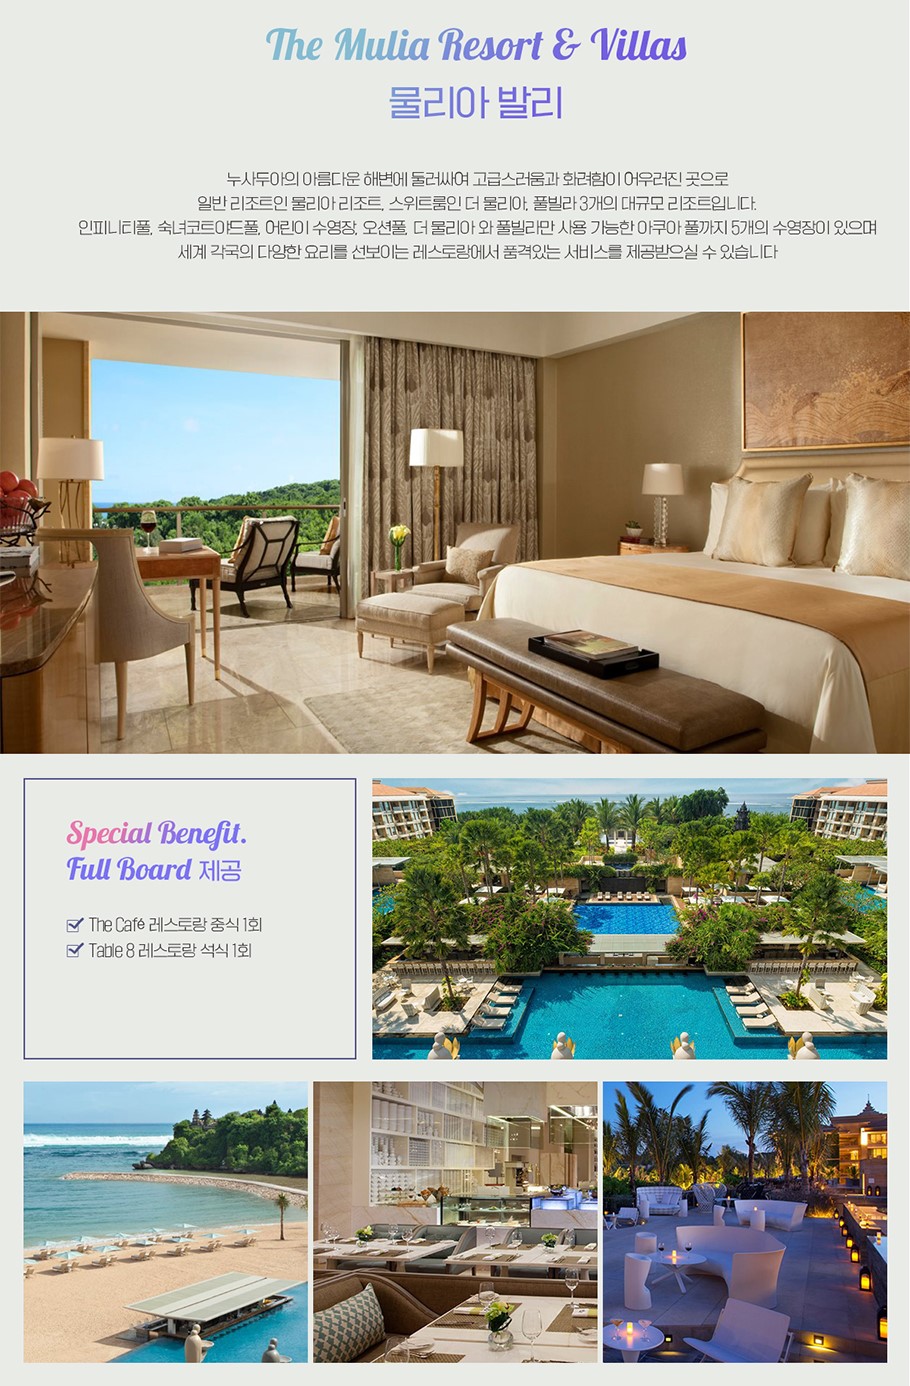 The Mulia Resort & Villas
물리아 발리
누사두아의 아름다운 해변에 둘러싸여 고급스러움과 화려함이 어우러진 곳으로
일반 리조트인 물리아 리조트, 스위트룸인 더 물리아, 풀빌라 3개의 대규모 리조트입니다.
인피니티풀, 숙녀코트야드풀, 어린이 수영장, 오션풀, 더 물리아 와 풀빌라만 사용 가능한 아쿠아 풀까지 5개의 수영장이 있으며
세계 각국의 다양한 요리를 선보이는 레스토랑에서 품격있는 서비스를 제공받으실 수 있습니다
Special Benefit.
Full Board 제공
The Café 레스토랑 중식 1회
Table 8 레스토랑 석식 1회